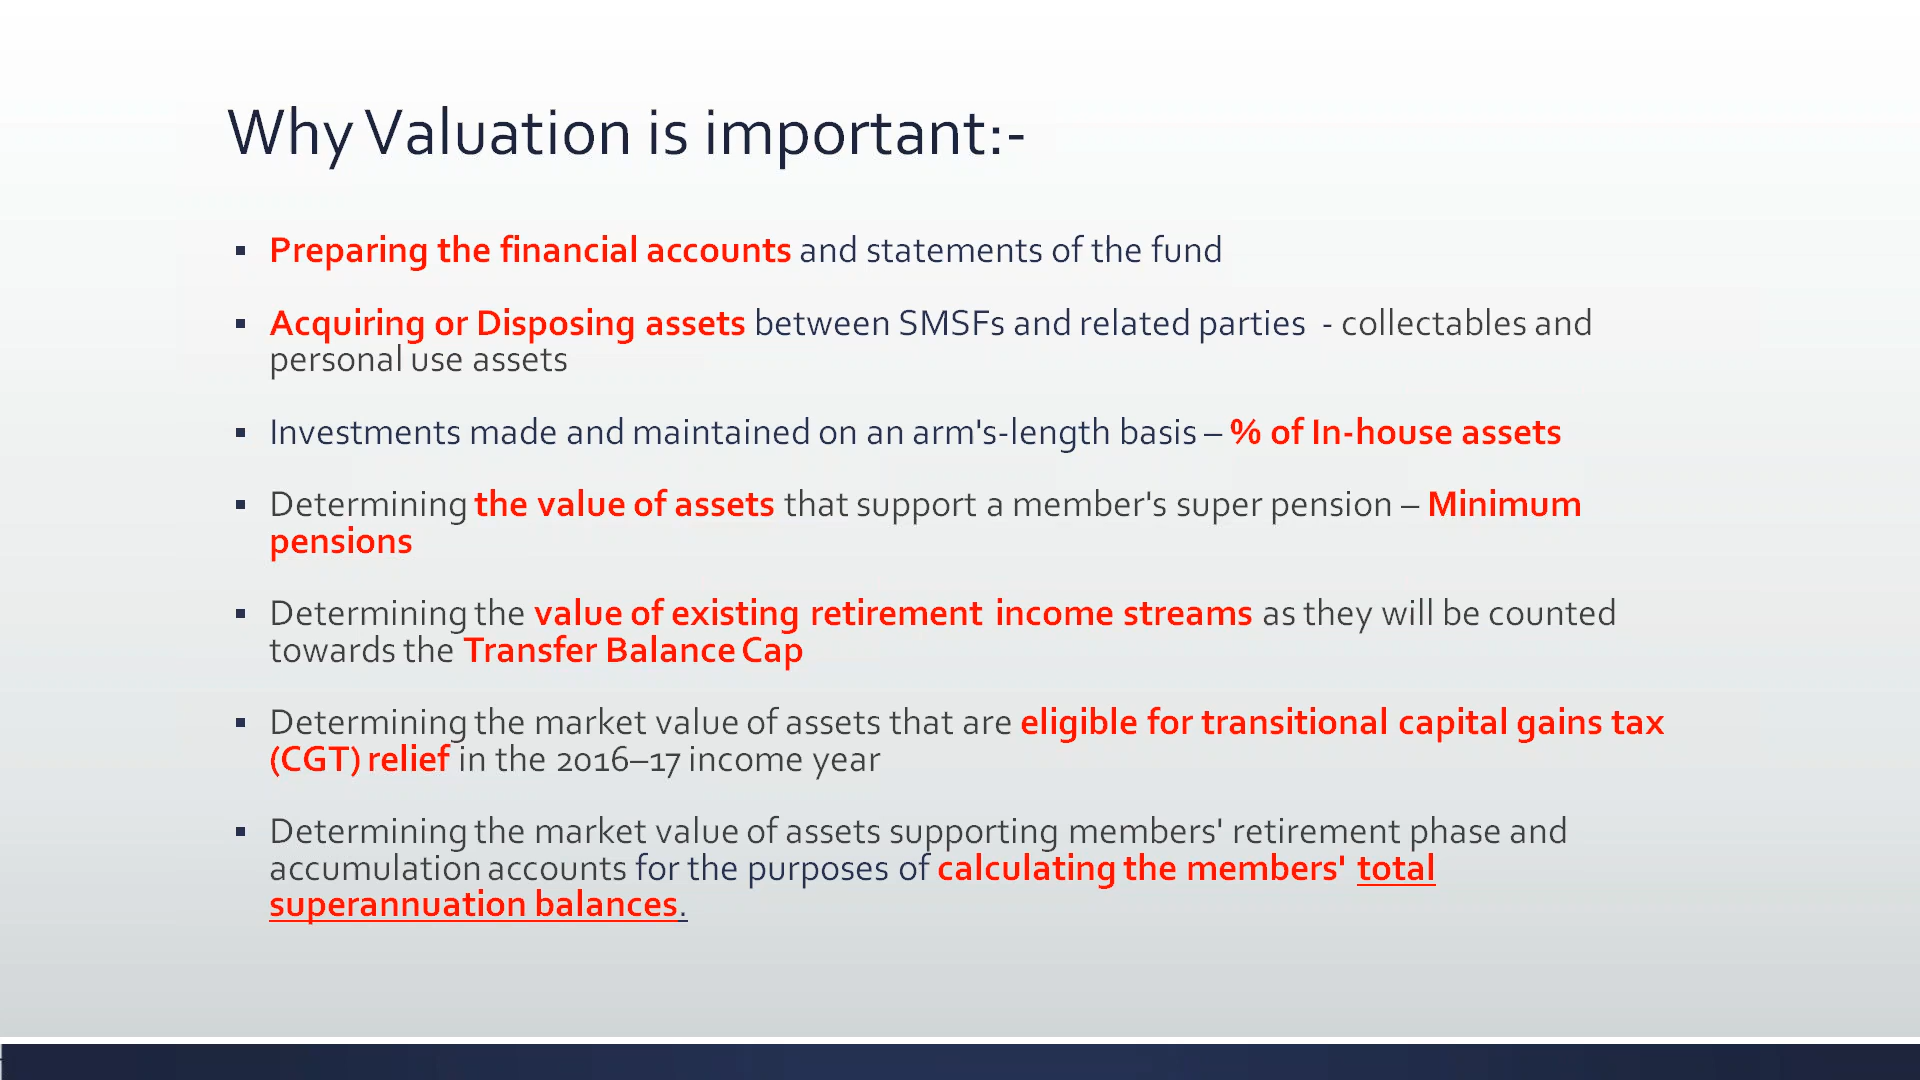 Why Valuation is important:-
▪ Preparing the financial accounts and statements of the fund
▪ Acquiring or Disposing assets between SMSFs and related parties - collectables and
personal use assets
▪ Investments made and maintained on an arm's-length basis – % of In-house assets
▪ Determining the value of assets that support a member's super pension – Minimum
pensions
▪ Determining the value of existing retirement income streams as they will be counted
towards the Transfer Balance Cap
▪ Determining the market value of assets that are eligible for transitional capital gains tax
(CGT) relief in the 2016–17 income year
▪ Determining the market value of assets supporting members' retirement phase and
accumulation accounts for the purposes of calculating the members' total
superannuation balances.